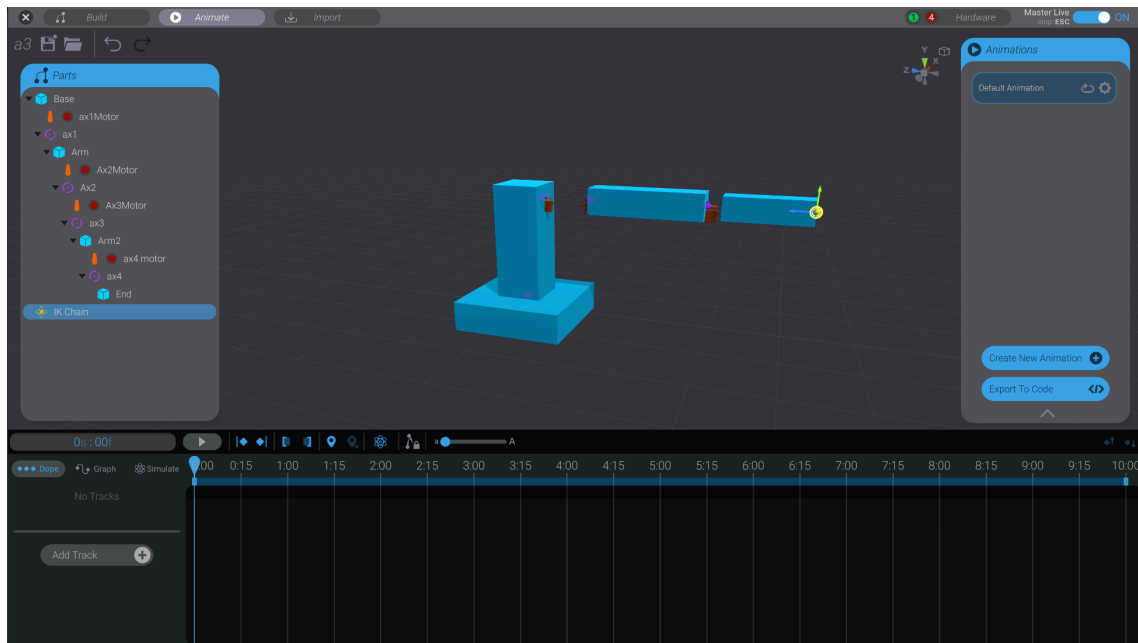 Build
Animate
Import
1 4 Hardware
Master Live
stop: ESC
ON
a3
Parts
Base
ax1Motor
ax1
Arm
Ax2Motor
Ax2
Ax3Motor
ax3
Arm2
ax4 motor
ax4
End
IK Chain
Y
X
Z
Animations
Default Animation
Create New Animation
Export To Code </>
0s:00f
a A
Dope Graph Simulate
:00 0:15 1:00 1:15 2:00 2:15 3:00 3:15 4:00 4:15 5:00 5:15 6:00 6:15 7:00 7:15 8:00 8:15 9:00 9:15 10:00
No Tracks
Add Track